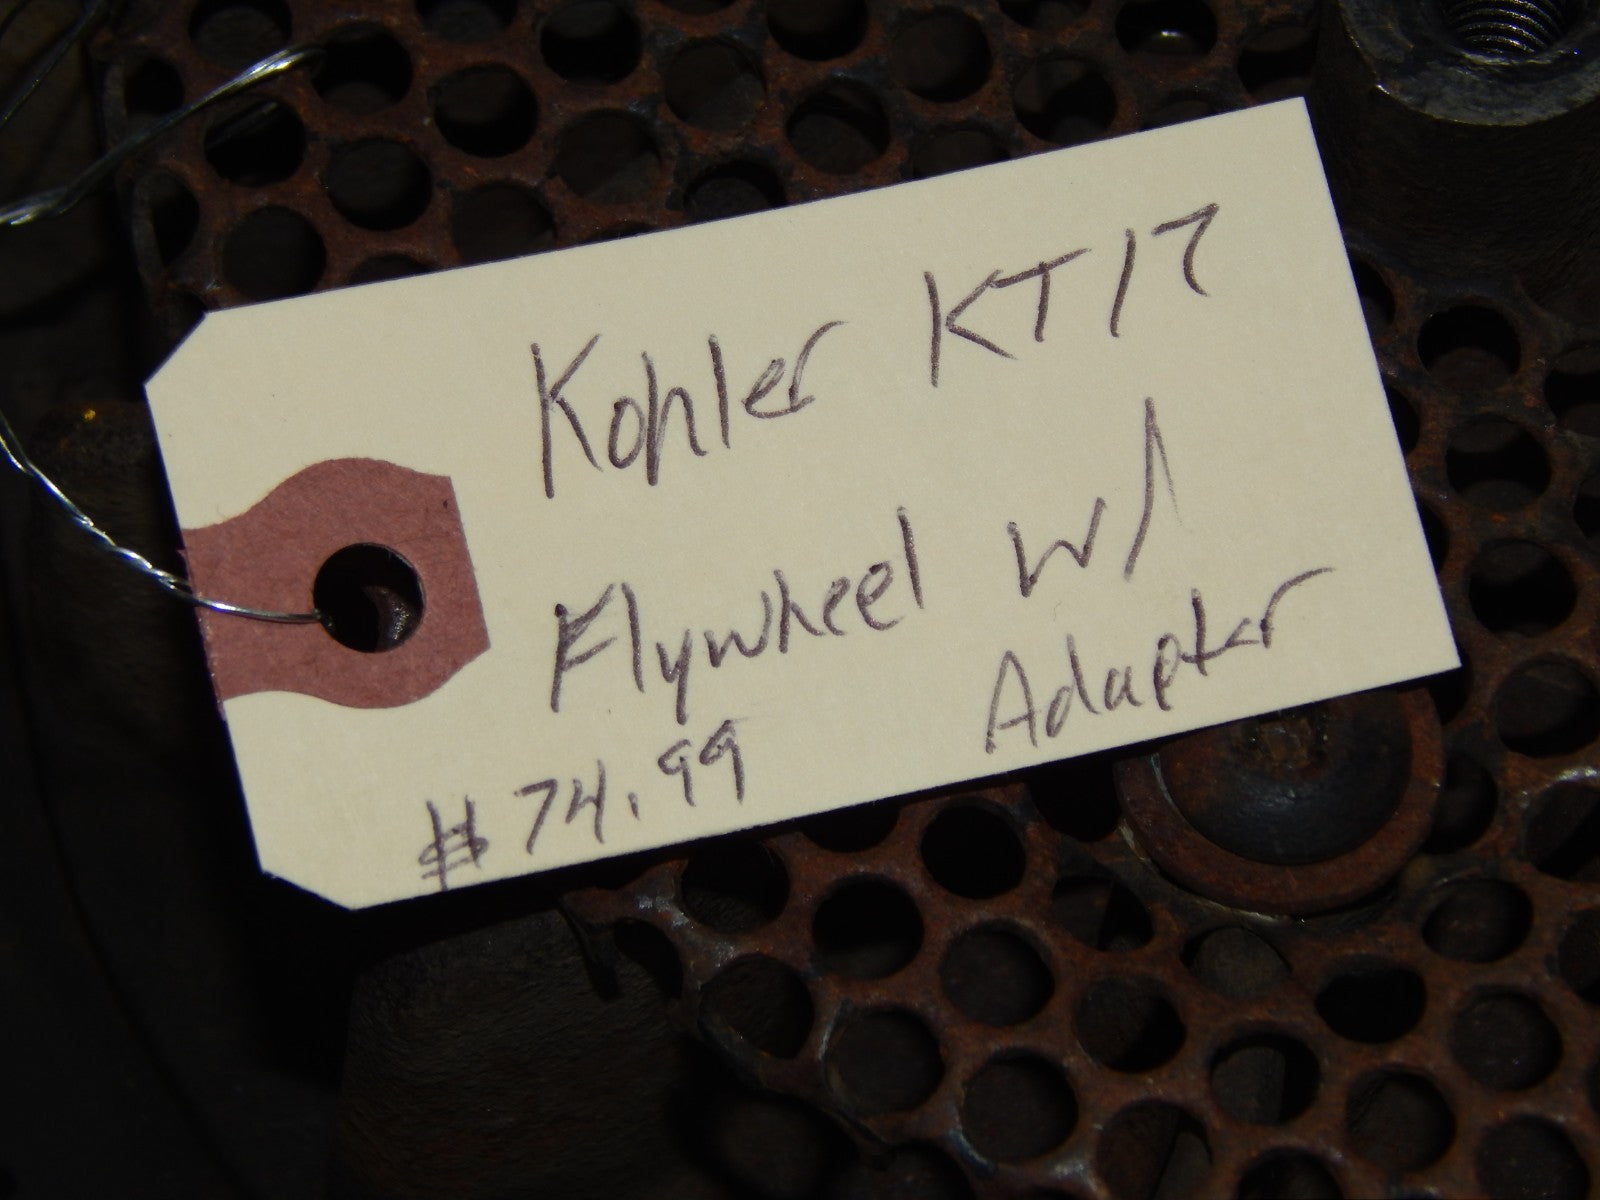 Kohler KT17
Flywheel w/
Adapter
$74.99